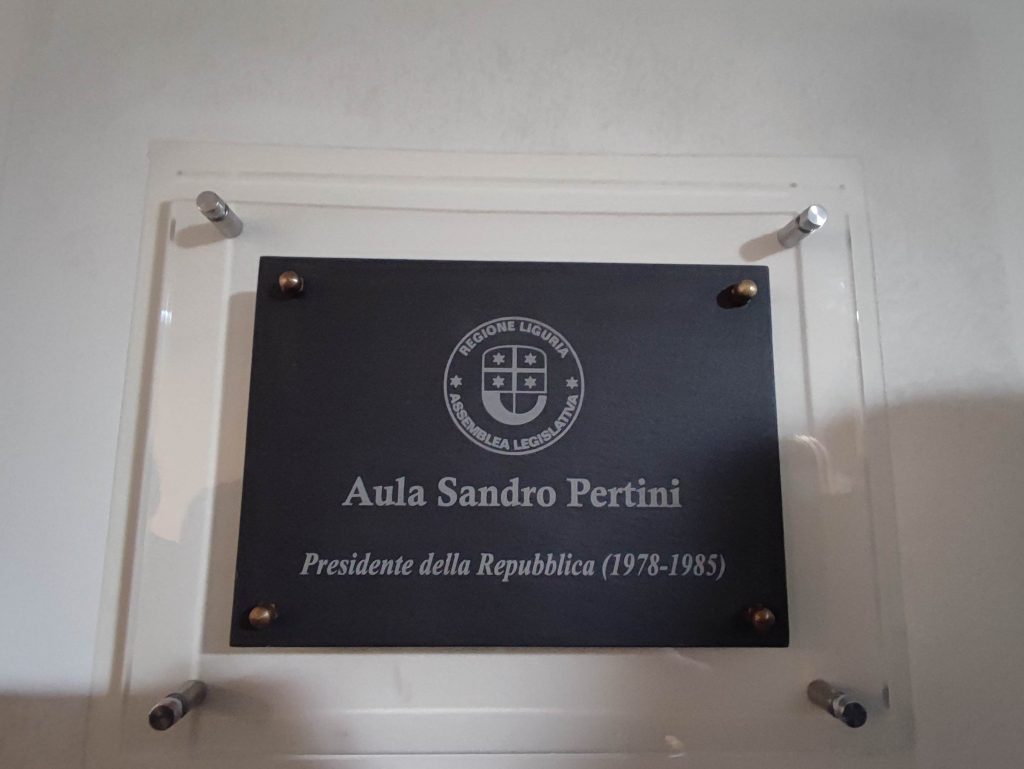 REGIONE LIGURIA
ASSEMBLEA LEGISLATIVA
Aula Sandro Pertini
Presidente della Repubblica (1978-1985)